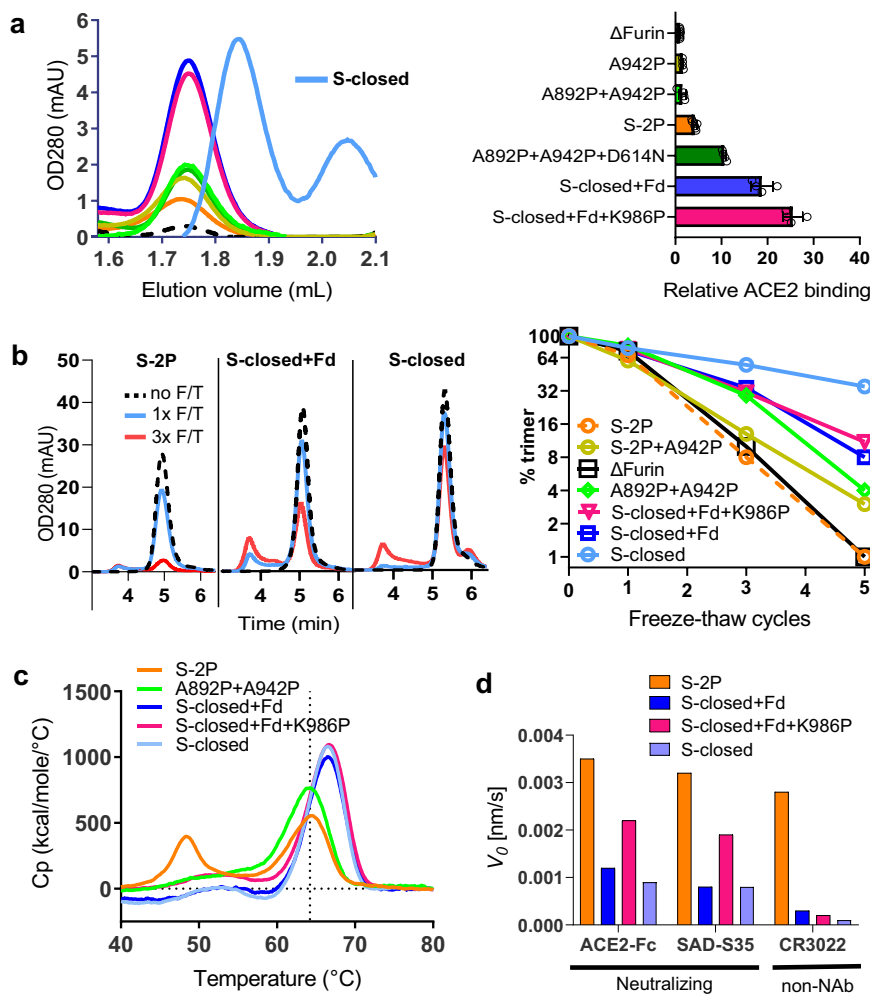 a
OD280 (mAU)
6
5
4
3
2
1
0
1.6 1.7 1.8 1.9 2.0 2.1
Elution volume (mL)
S-closed
ΔFurin
A942P
A892P+A942P
S-2P
A892P+A942P+D614N
S-closed+Fd
S-closed+Fd+K986P
0 10 20 30 40
Relative ACE2 binding
b
S-2P S-closed+Fd S-closed
OD280 (mAU)
50
40
30
20
10
0
no F/T
1x F/T
3x F/T
4 5 6 4 5 6 4 5 6
Time (min)
% trimer
100
64
32
16
8
4
2
1
S-2P
S-2P+A942P
ΔFurin
A892P+A942P
S-closed+Fd+K986P
S-closed+Fd
S-closed
0 1 2 3 4 5
Freeze-thaw cycles
c
S-2P
A892P+A942P
S-closed+Fd
S-closed+Fd+K986P
S-closed
Cp (kcal/mole/°C)
1500
1000
500
0
40 50 60 70 80
Temperature (°C)
d
S-2P
S-closed+Fd
S-closed+Fd+K986P
S-closed
V0 [nm/s]
0.004
0.003
0.002
0.001
0.000
ACE2-Fc SAD-S35 CR3022
Neutralizing non-NAb